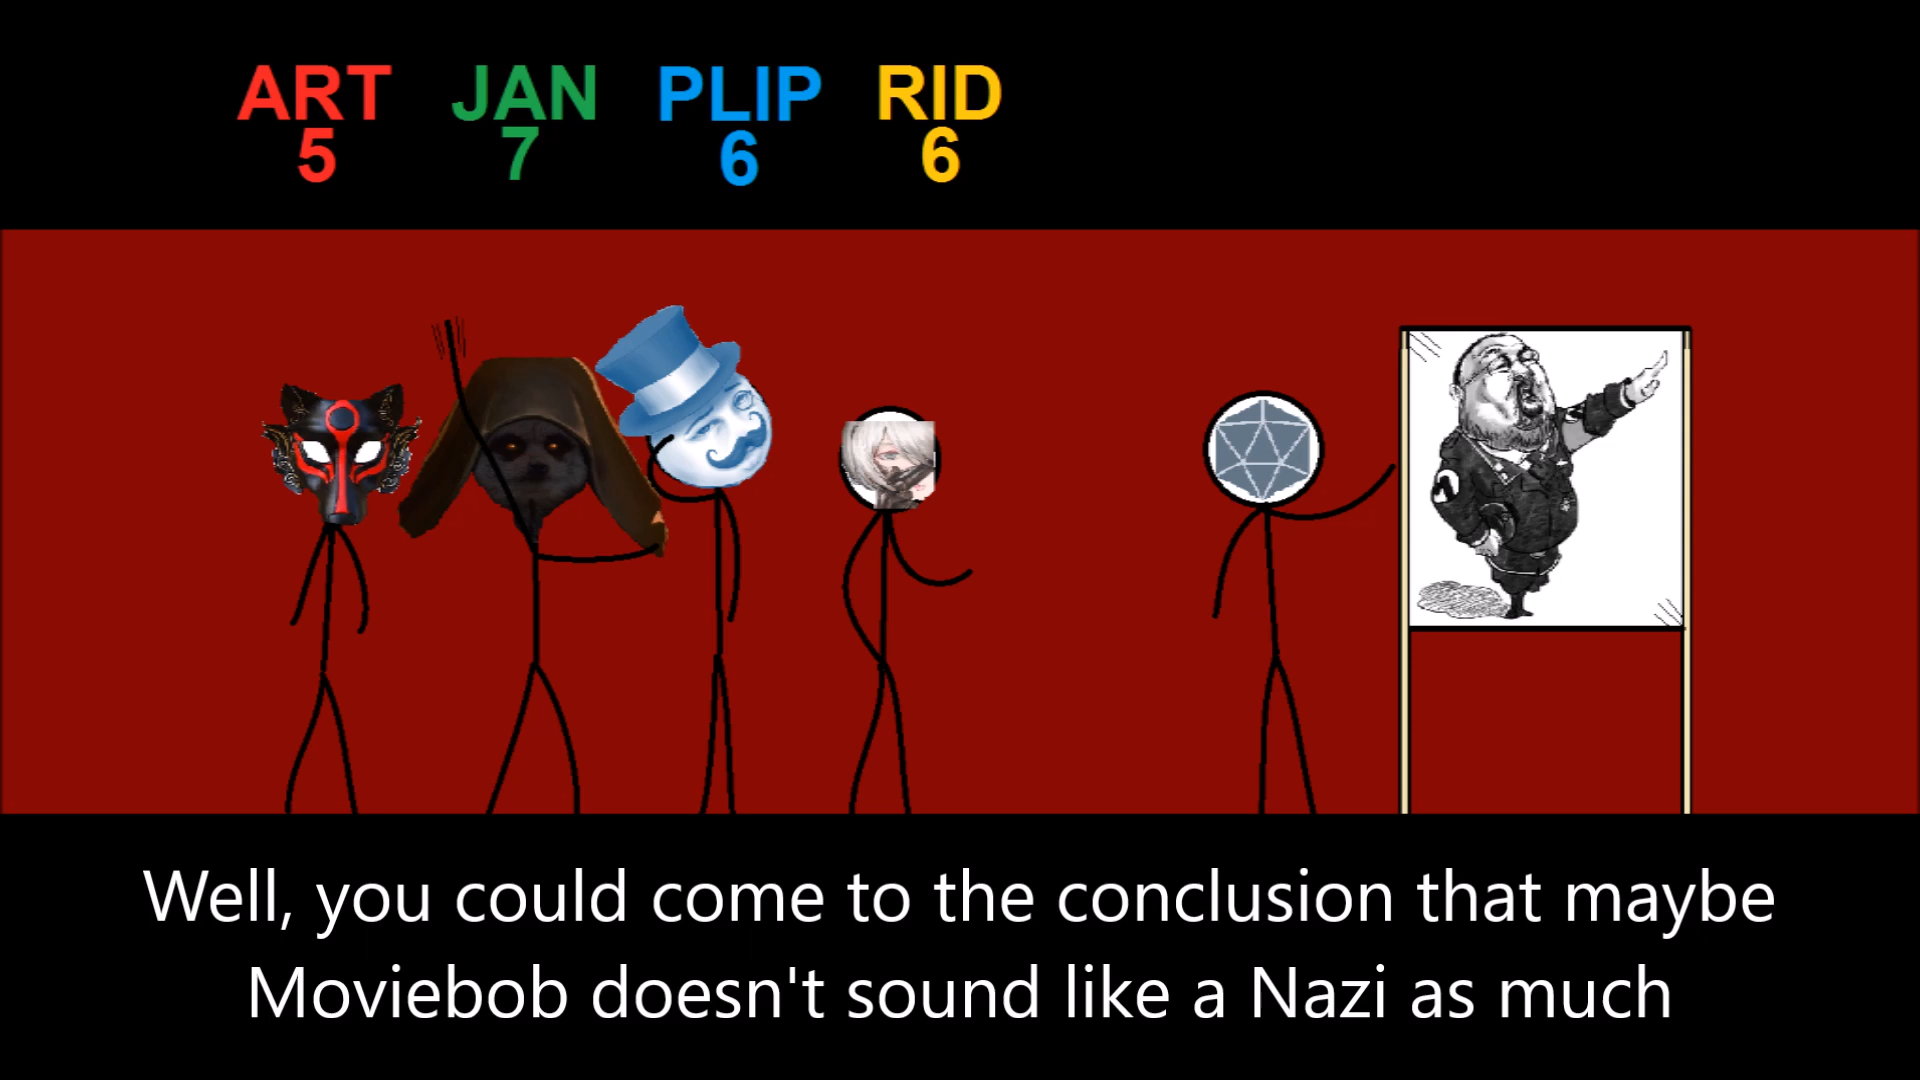 ART JAN PLIP RID
5 7 6 6
Well, you could come to the conclusion that maybe
Moviebob doesn't sound like a Nazi as much